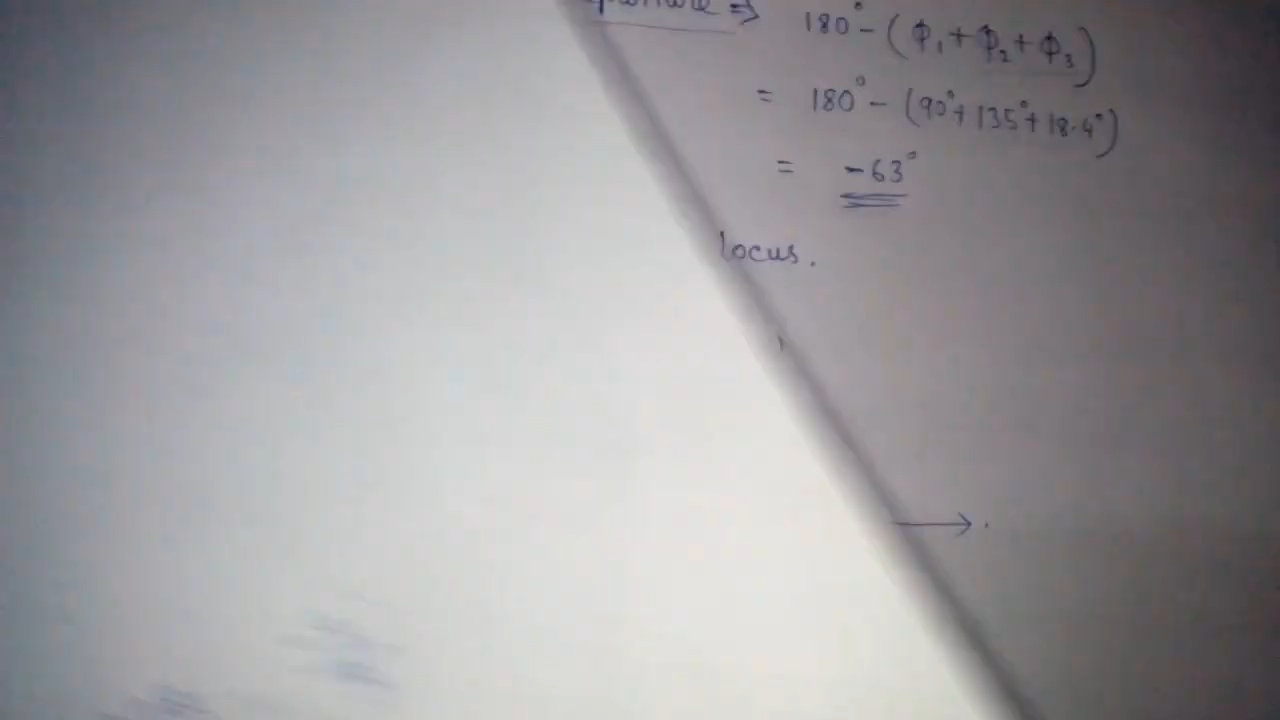 ⇒ 180° - (Φ₁ + Φ₂ + Φ₃)
= 180° - (90° + 135° + 18.4°)
= -63°
locus.